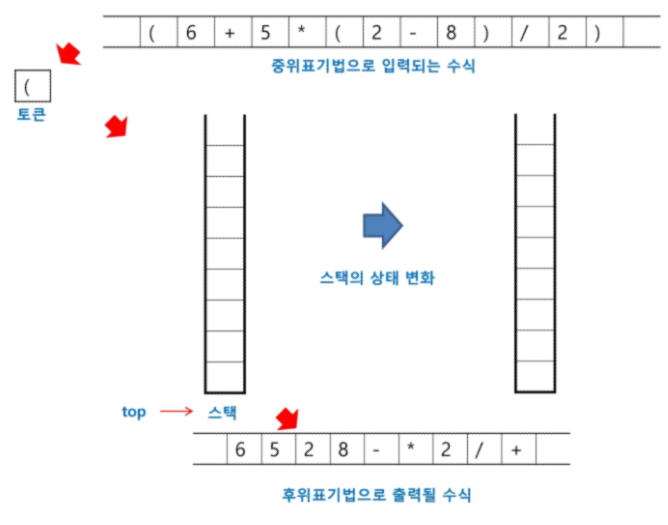 ( 6 + 5 * ( 2 - 8 ) / 2 )
중위표기법으로 입력되는 수식
(
토큰
스택의 상태 변화
top 스택
6 5 2 8 - * 2 / +
후위표기법으로 출력될 수식